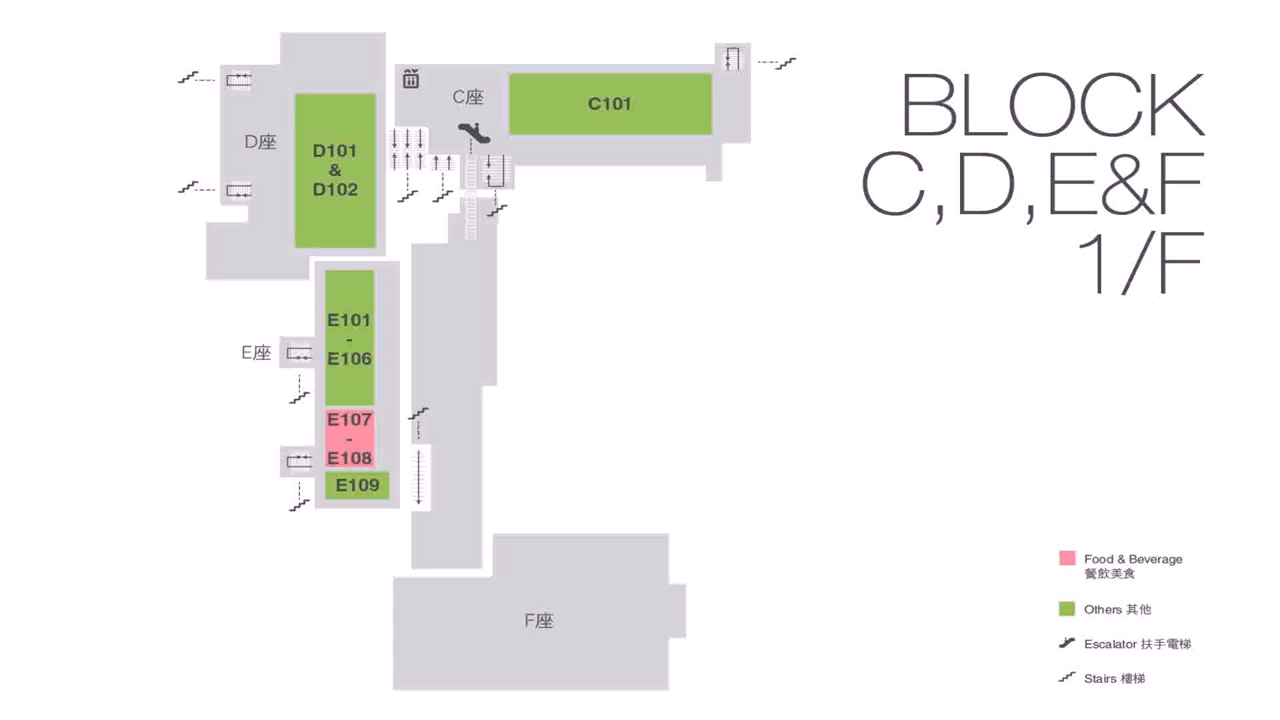 BLOCK
C,D,E&F
1/F
C座
C101
D座
D101
&
D102
E101
-
E106
E座
E107
-
E108
E109
F座
Food & Beverage
餐飲美食
Others 其他
Escalator 扶手電梯
Stairs 樓梯